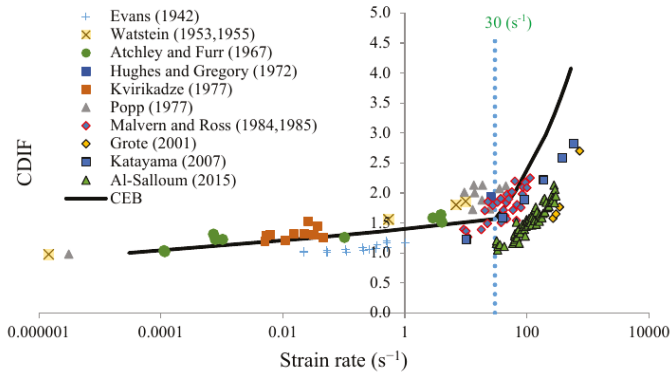 Evans (1942)
Watstein (1953,1955)
Atchley and Furr (1967)
Hughes and Gregory (1972)
Kvirikadze (1977)
Popp (1977)
Malvern and Ross (1984,1985)
Grote (2001)
Katayama (2007)
Al-Salloum (2015)
CEB
30 (s⁻¹)
CDIF
5.0
4.5
4.0
3.5
3.0
2.5
2.0
1.5
1.0
0.5
0.0
0.000001 0.0001 0.01 1 100 10000
Strain rate (s⁻¹)